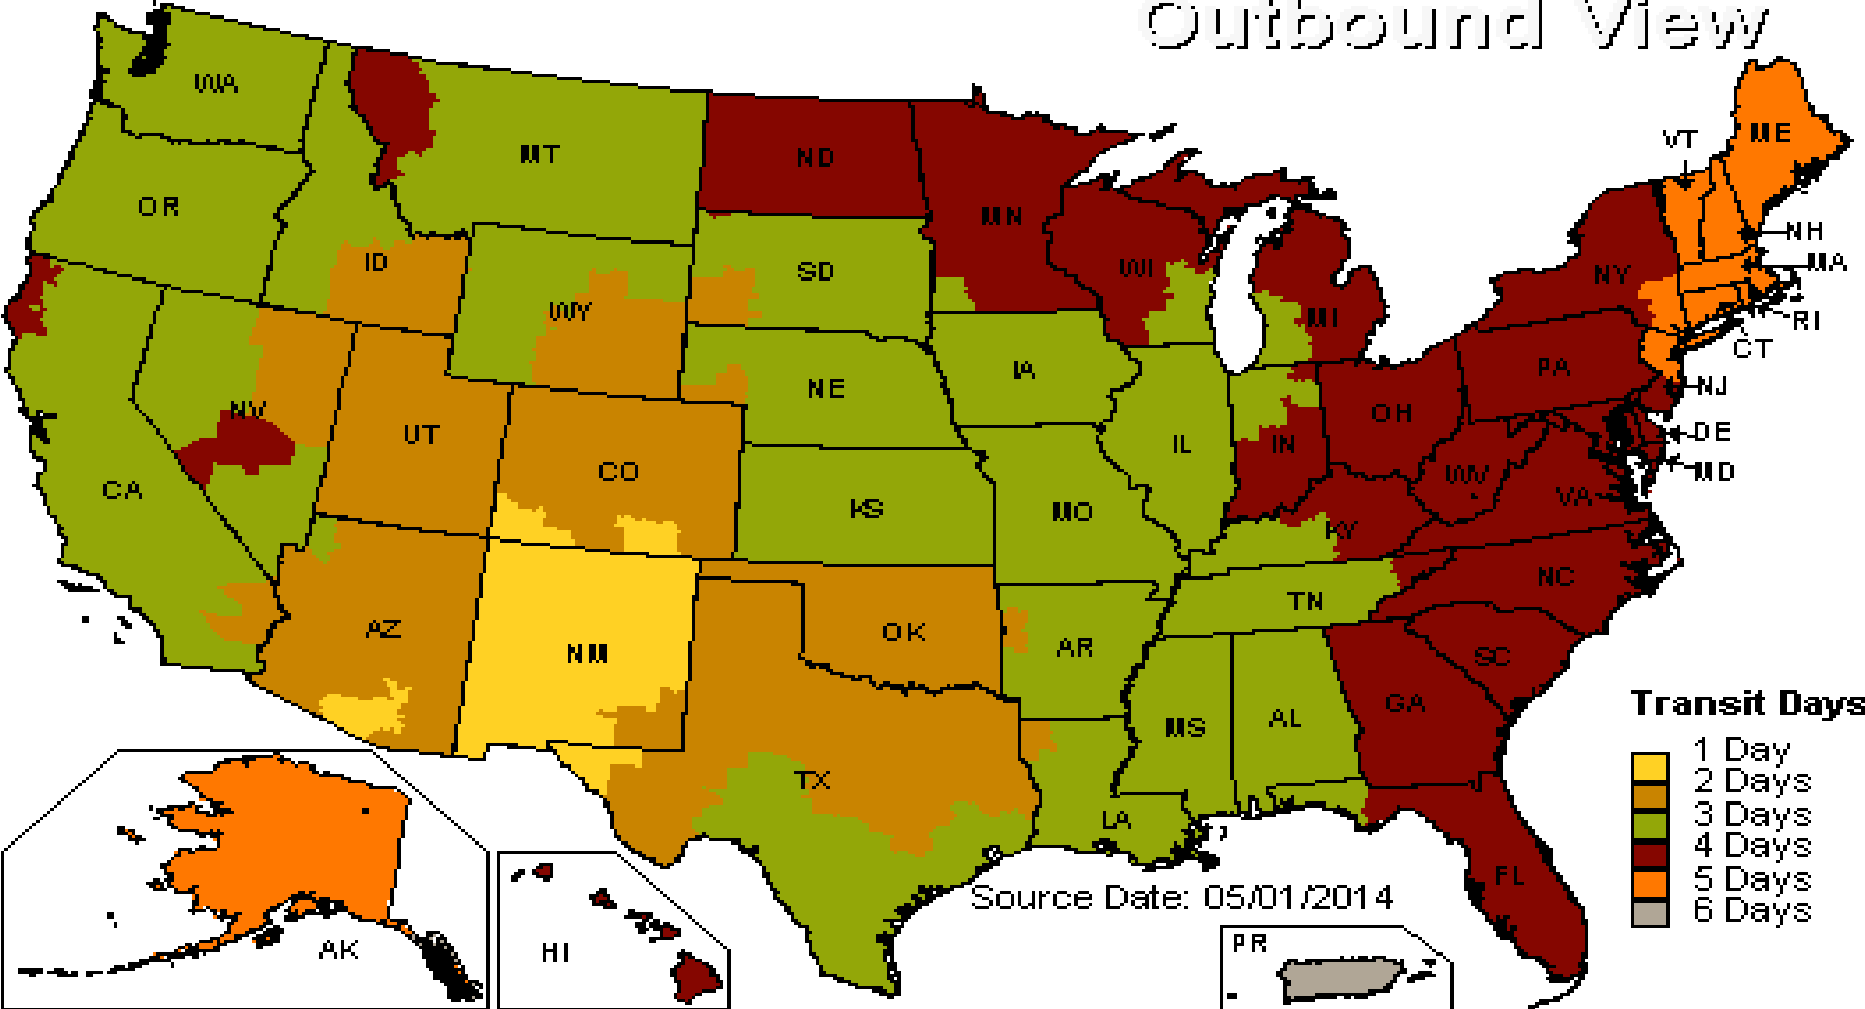 Outbound View
WA
MT
ND
VT
ME
OR
MN
NH
ID
SD
WI
NY
MA
WY
MI
RI
CT
IA
PA
NE
NJ
NV
UT
OH
DE
CO
IL
IN
WV
MD
CA
KS
MO
VA
KY
NC
TN
AZ
OK
NM
AR
SC
GA
MS
AL
TX
LA
FL
Transit Days
1 Day
2 Days
3 Days
4 Days
5 Days
6 Days
Source Date: 05/01/2014
AK
HI
PR